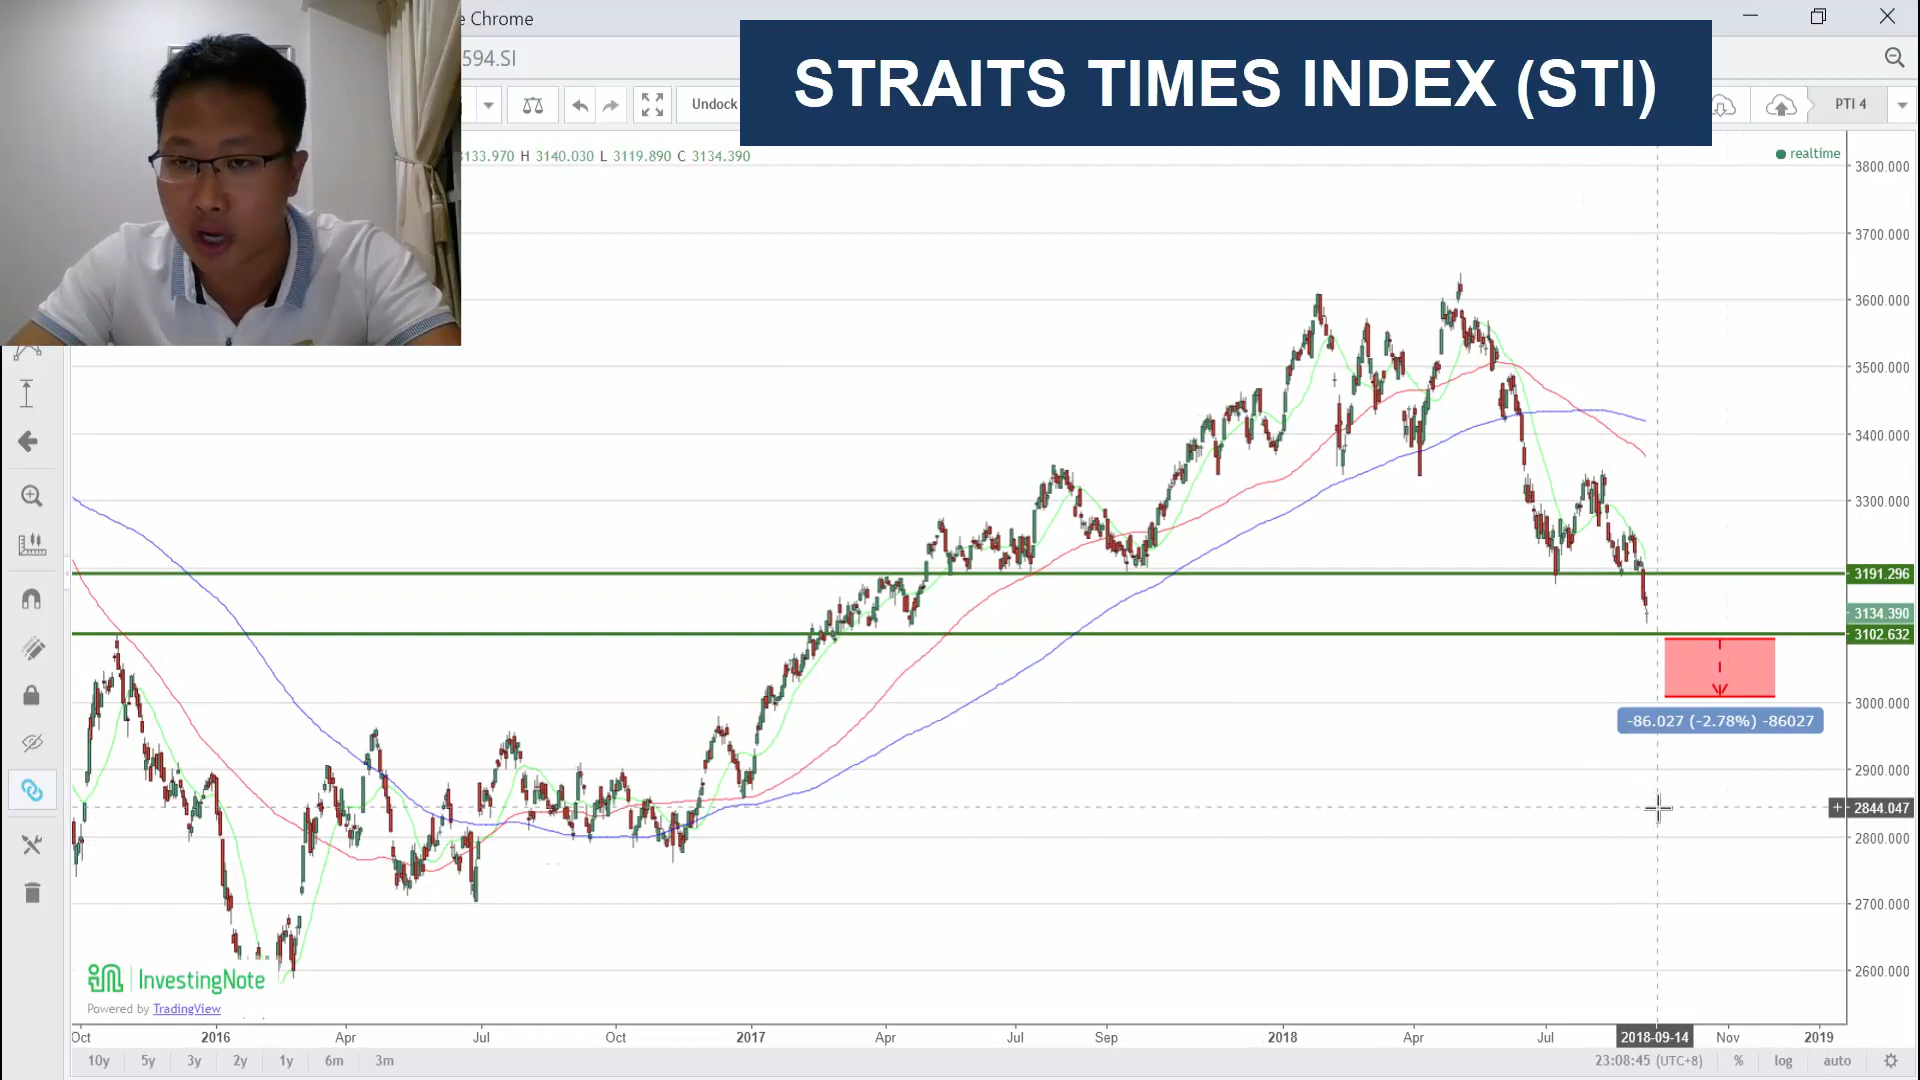 e Chrome
594.SI
STRAITS TIMES INDEX (STI)
Undock
PTI 4
3133.970 H 3140.030 L 3119.890 C 3134.390
realtime
3800.000
3700.000
3600.000
3500.000
3400.000
3300.000
3191.296
3134.390
3102.632
3000.000
-86.027 (-2.78%) -86027
2900.000
2844.047
2800.000
2700.000
2600.000
InvestingNote
Powered by TradingView
Oct 2016 Apr Jul Oct 2017 Apr Jul Sep 2018 Apr Jul 2018-09-14 Nov 2019
10y 5y 3y 2y 1y 6m 3m 23:08:45 (UTC+8) % log auto